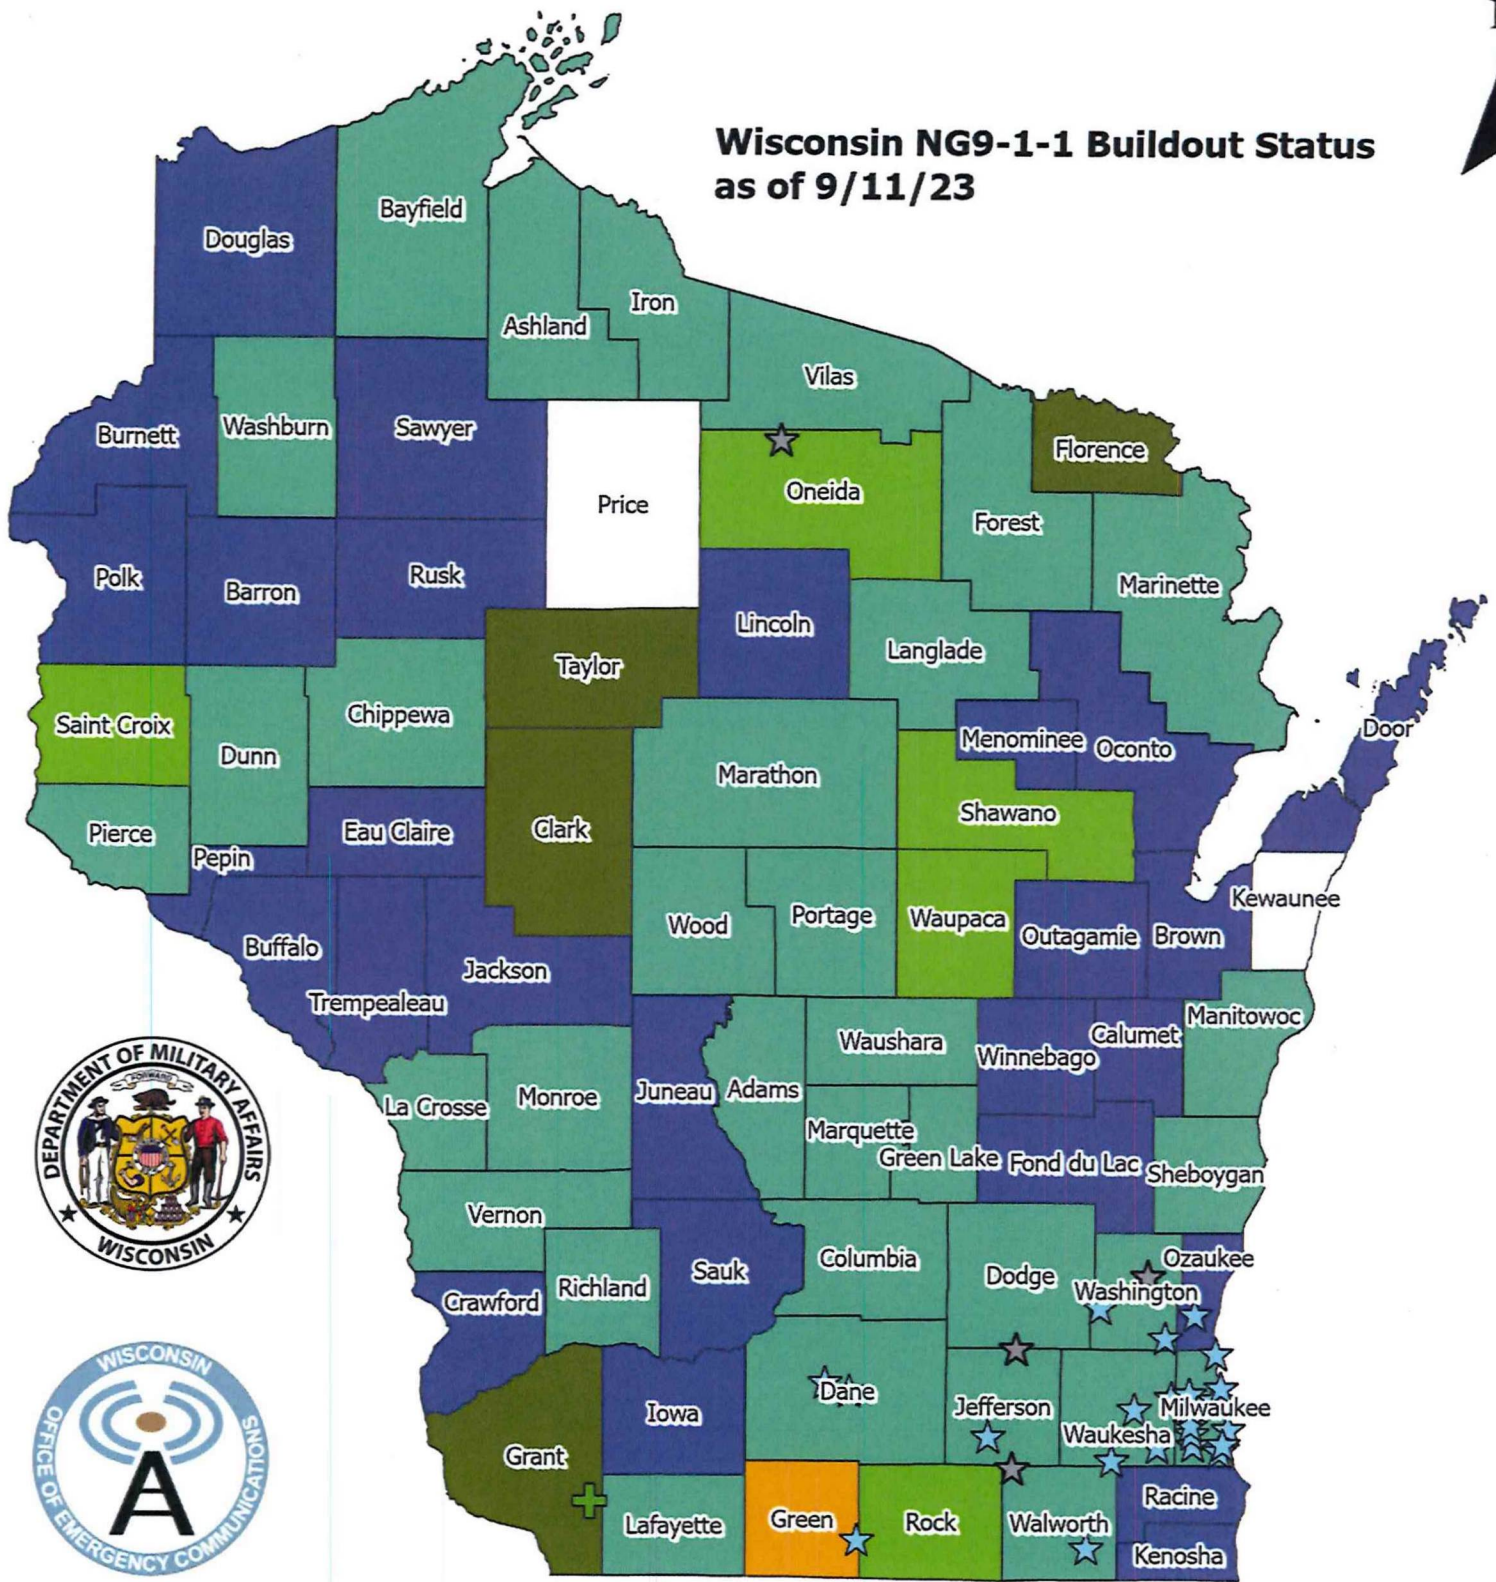 Wisconsin NG9-1-1 Buildout Status
as of 9/11/23
Bayfield
Douglas
Iron
Ashland
Vilas
Washburn
Sawyer
Burnett
Florence
Oneida
Price
Forest
Rusk
Polk
Barron
Marinette
Lincoln
Langlade
Taylor
Chippewa
Saint Croix
Door
Menominee
Oconto
Dunn
Marathon
Shawano
Clark
Eau Claire
Pierce
Pepin
Kewaunee
Portage
Waupaca
Wood
Outagamie
Brown
Buffalo
Jackson
Trempealeau
Manitowoc
Calumet
Waushara
Winnebago
Juneau
Adams
Monroe
La Crosse
Marquette
Green Lake
Fond du Lac
Sheboygan
Vernon
Columbia
Ozaukee
Sauk
Dodge
Richland
Washington
Crawford
Dane
Jefferson
Milwaukee
Iowa
Waukesha
Grant
Racine
Green
Rock
Walworth
Lafayette
Kenosha
DEPARTMENT OF MILITARY AFFAIRS
FORWARD
WISCONSIN
WISCONSIN
OFFICE OF EMERGENCY COMMUNICATIONS